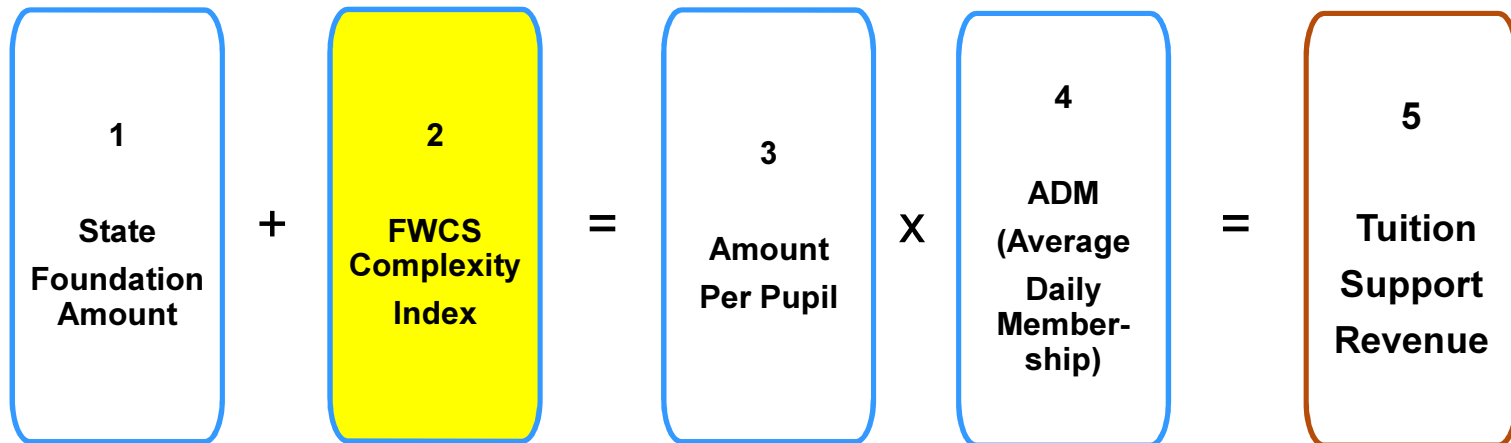 1
State
Foundation
Amount
+
2
FWCS
Complexity
Index
=
3
Amount
Per Pupil
x
4
ADM
(Average
Daily
Member-
ship)
=
5
Tuition
Support
Revenue